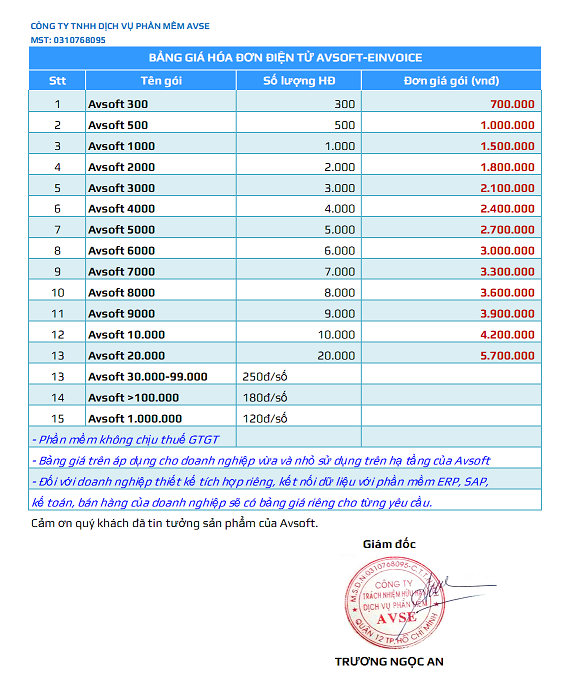 CÔNG TY TNHH DỊCH VỤ PHẦN MỀM AVSE
MST: 0310768095
BẢNG GIÁ HÓA ĐƠN ĐIỆN TỬ AVSOFT-EINVOICE
Stt Tên gói Số lượng HĐ Đơn giá gói (vnđ)
1 Avsoft 300 300 700.000
2 Avsoft 500 500 1.000.000
3 Avsoft 1000 1.000 1.500.000
4 Avsoft 2000 2.000 1.800.000
5 Avsoft 3000 3.000 2.100.000
6 Avsoft 4000 4.000 2.400.000
7 Avsoft 5000 5.000 2.700.000
8 Avsoft 6000 6.000 3.000.000
9 Avsoft 7000 7.000 3.300.000
10 Avsoft 8000 8.000 3.600.000
11 Avsoft 9000 9.000 3.900.000
12 Avsoft 10.000 10.000 4.200.000
13 Avsoft 20.000 20.000 5.700.000
13 Avsoft 30.000-99.000 250đ/số
14 Avsoft >100.000 180đ/số
15 Avsoft 1.000.000 120đ/số
- Phần mềm không chịu thuế GTGT
- Bảng giá trên áp dụng cho doanh nghiệp vừa và nhỏ sử dụng trên hạ tầng của Avsoft
- Đối với doanh nghiệp thiết kế tích hợp riêng, kết nối dữ liệu với phần mềm ERP, SAP,
kế toán, bán hàng của doanh nghiệp sẽ có bảng giá riêng cho từng yêu cầu.
Cảm ơn quý khách đã tin tưởng sản phẩm của Avsoft.
Giám đốc
M.S.D.N:0310768095-C.T.T
CÔNG TY
TRÁCH NHIỆM HỮU
DỊCH VỤ PHẦN MỀM
AVSE
QUẬN 12 TP.HỒ CHÍ MINH
TRƯƠNG NGỌC AN